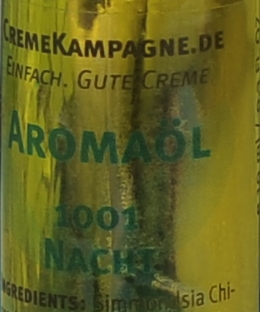 CREMEKAMPAGNE.DE
EINFACH. GUTE CREME.
AROMAÖL
1001
NACHT
INGREDIENTS: Simmondsia Chi-